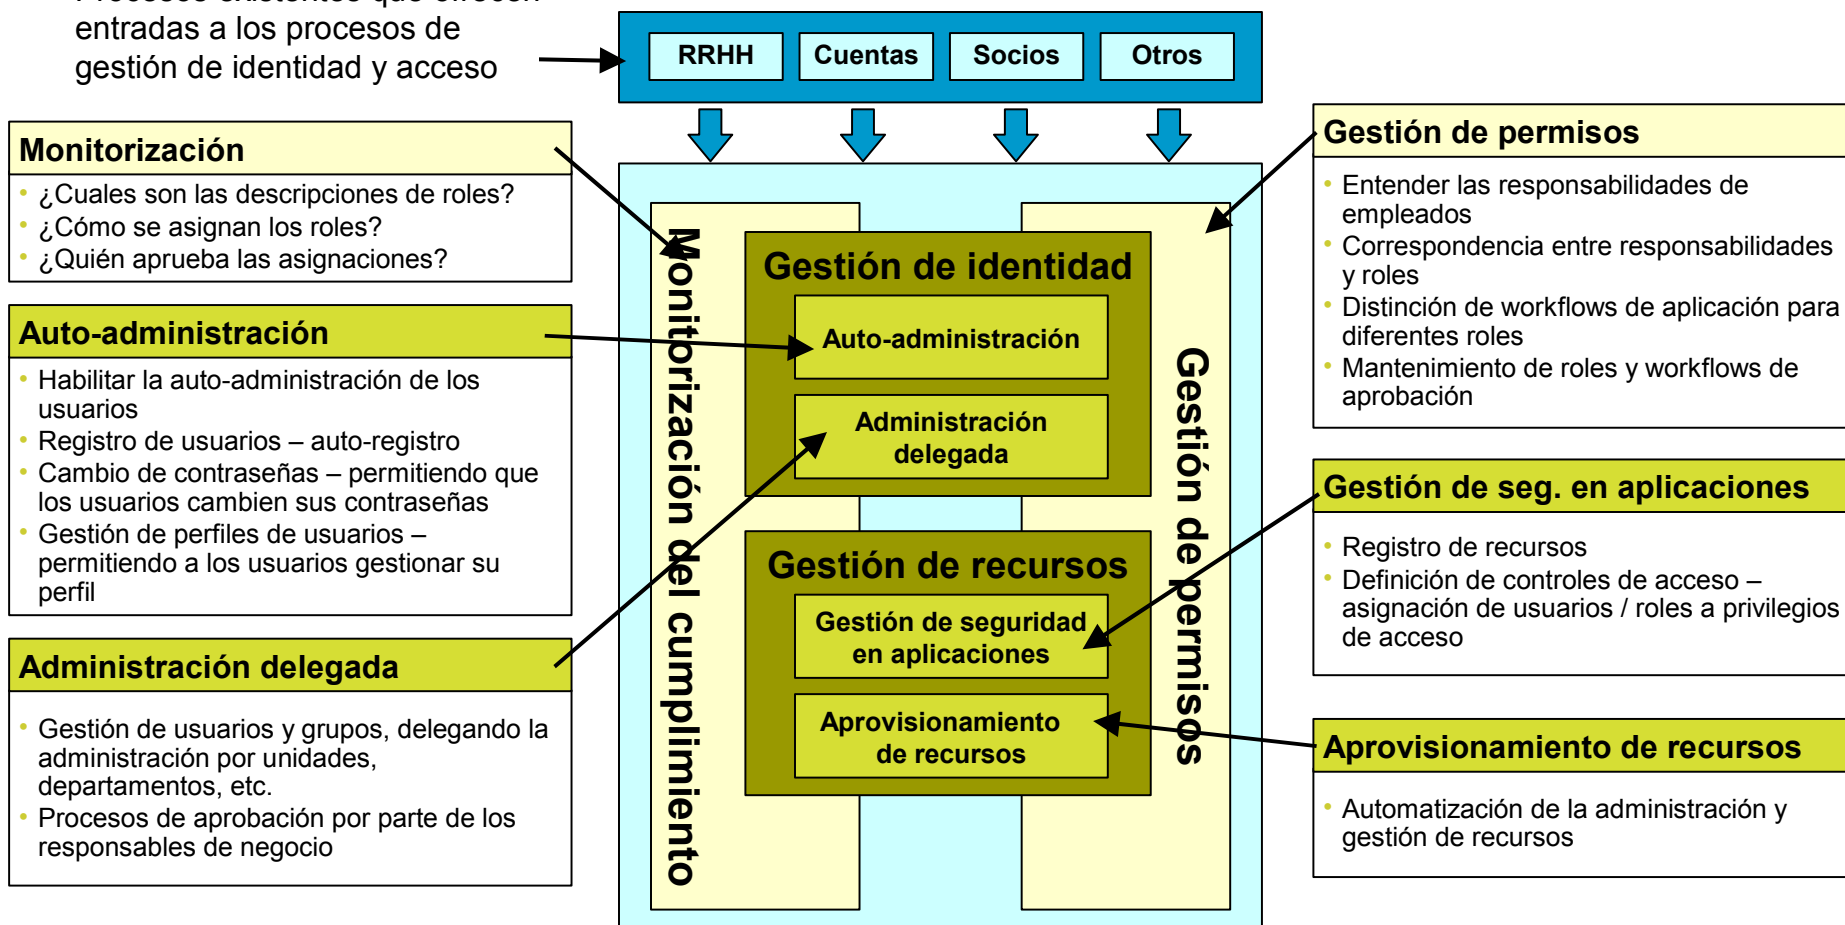 Procesos existentes que ofrecen
entradas a los procesos de
gestión de identidad y acceso
RRHH
Cuentas
Socios
Otros
Monitorización
• ¿Cuales son las descripciones de roles?
• ¿Cómo se asignan los roles?
• ¿Quién aprueba las asignaciones?
Auto-administración
• Habilitar la auto-administración de los
usuarios
• Registro de usuarios – auto-registro
• Cambio de contraseñas – permitiendo que
los usuarios cambien sus contraseñas
• Gestión de perfiles de usuarios –
permitiendo a los usuarios gestionar su
perfil
Administración delegada
• Gestión de usuarios y grupos, delegando la
administración por unidades,
departamentos, etc.
• Procesos de aprobación por parte de los
responsables de negocio
Monitorización del cumplimiento
Gestión de identidad
Auto-administración
Administración
delegada
Gestión de recursos
Gestión de seguridad
en aplicaciones
Aprovisionamiento
de recursos
Gestión de permisos
Gestión de permisos
• Entender las responsabilidades de
empleados
• Correspondencia entre responsabilidades
y roles
• Distinción de workflows de aplicación para
diferentes roles
• Mantenimiento de roles y workflows de
aprobación
Gestión de seg. en aplicaciones
• Registro de recursos
• Definición de controles de acceso –
asignación de usuarios / roles a privilegios
de acceso
Aprovisionamiento de recursos
• Automatización de la administración y
gestión de recursos